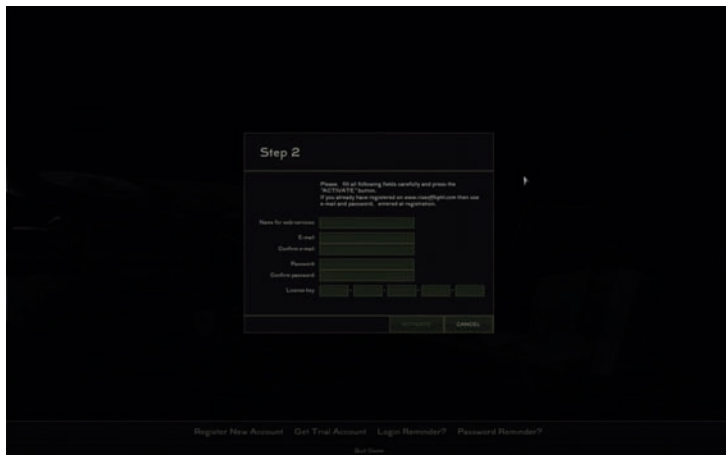 Step 2
Please, fill all following fields carefully and press the
"ACTIVATE" button.
If you already have registered on www.riseofflight.com then use
e-mail and password, entered at registration.
Name for web-services
E-mail
Confirm e-mail
Password
Confirm password
License key
ACTIVATE CANCEL
Register New Account Get Trial Account Login Reminder? Password Reminder?